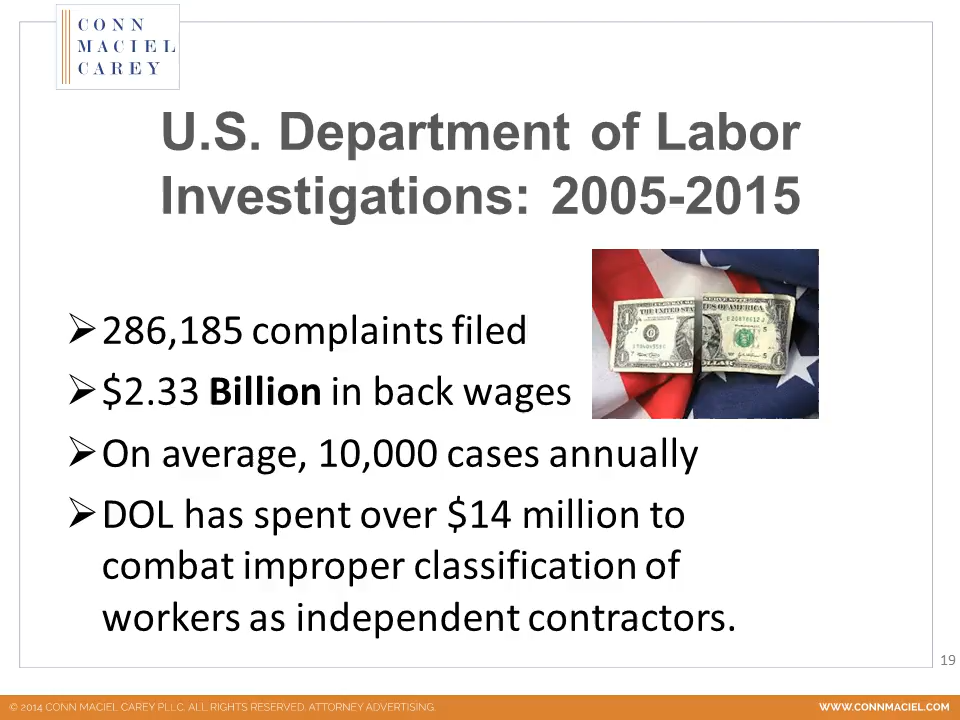 CONN
MACIEL
CAREY
U.S. Department of Labor
Investigations: 2005-2015
➢286,185 complaints filed
➢$2.33 Billion in back wages
➢On average, 10,000 cases annually
➢DOL has spent over $14 million to
combat improper classification of
workers as independent contractors.
19
© 2014 CONN MACIEL CAREY PLLC. ALL RIGHTS RESERVED. ATTORNEY ADVERTISING.
WWW.CONNMACIEL.COM